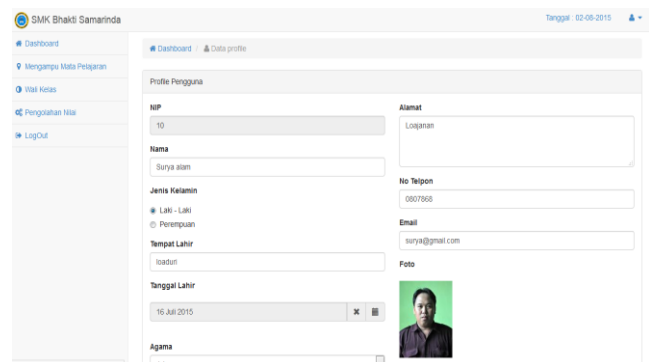 SMK Bhakti Samarinda
Tanggal : 02-08-2015
Dashboard
Mengampu Mata Pelajaran
Wali Kelas
Pengolahan Nilai
LogOut
Dashboard / Data profile
Profile Pengguna
NIP
10
Nama
Surya alam
Jenis Kelamin
Laki - Laki
Perempuan
Tempat Lahir
loaduri
Tanggal Lahir
16 Juli 2015
Agama
Alamat
Loajanan
No Telpon
0807868
Email
surya@gmail.com
Foto